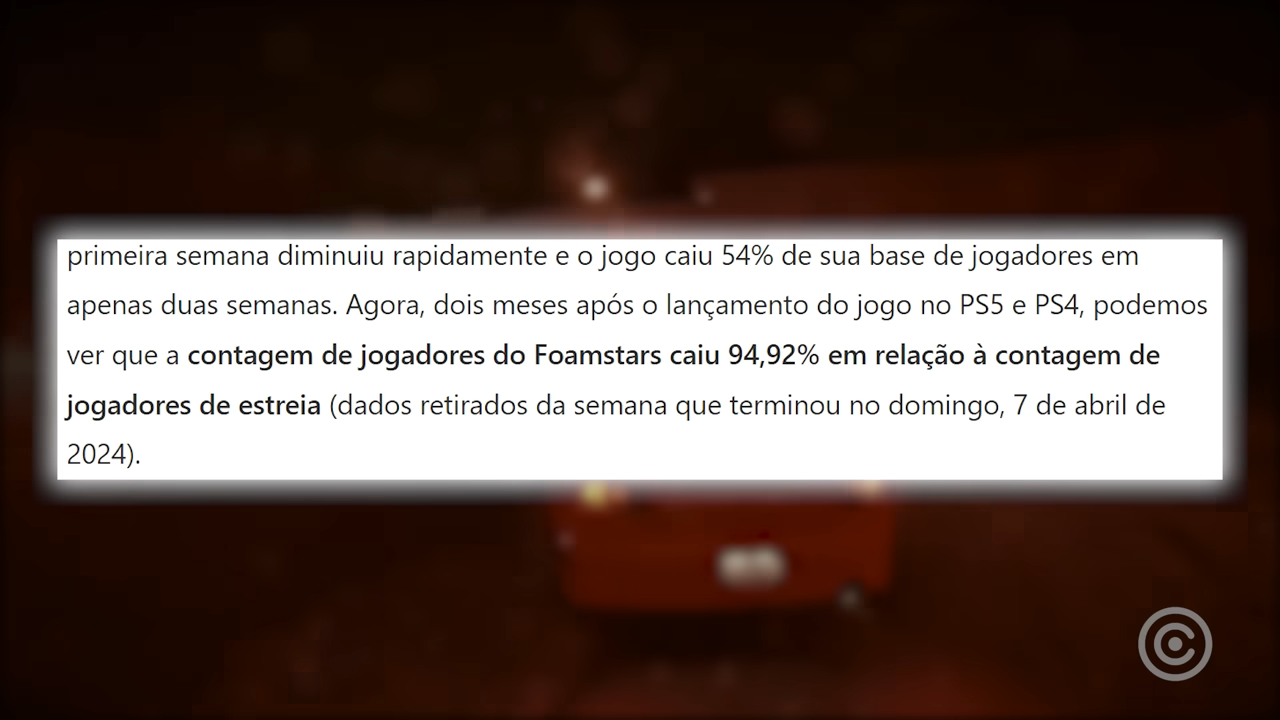 primeira semana diminuiu rapidamente e o jogo caiu 54% de sua base de jogadores em
apenas duas semanas. Agora, dois meses após o lançamento do jogo no PS5 e PS4, podemos
ver que a contagem de jogadores do Foamstars caiu 94,92% em relação à contagem de
jogadores de estreia (dados retirados da semana que terminou no domingo, 7 de abril de
2024).